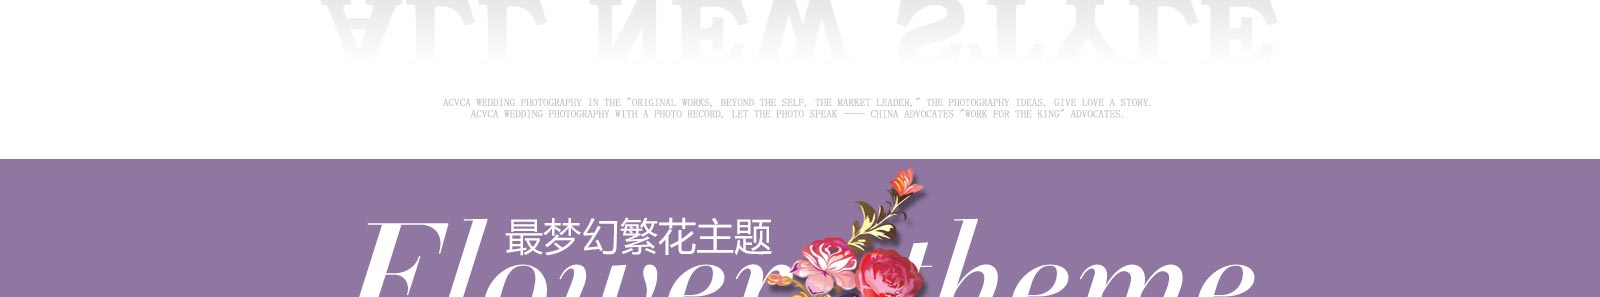 ALL NEW STYLE
ACVCA WEDDING PHOTOGRAPHY IN THE "ORIGINAL WORKS, BEYOND THE SELF, THE MARKET LEADER," THE PHOTOGRAPHY IDEAS, GIVE LOVE A STORY.
ACVCA WEDDING PHOTOGRAPHY WITH A PHOTO RECORD, LET THE PHOTO SPEAK ---- CHINA ADVOCATES "WORK FOR THE KING" ADVOCATES.
最梦幻繁花主题
Flower theme